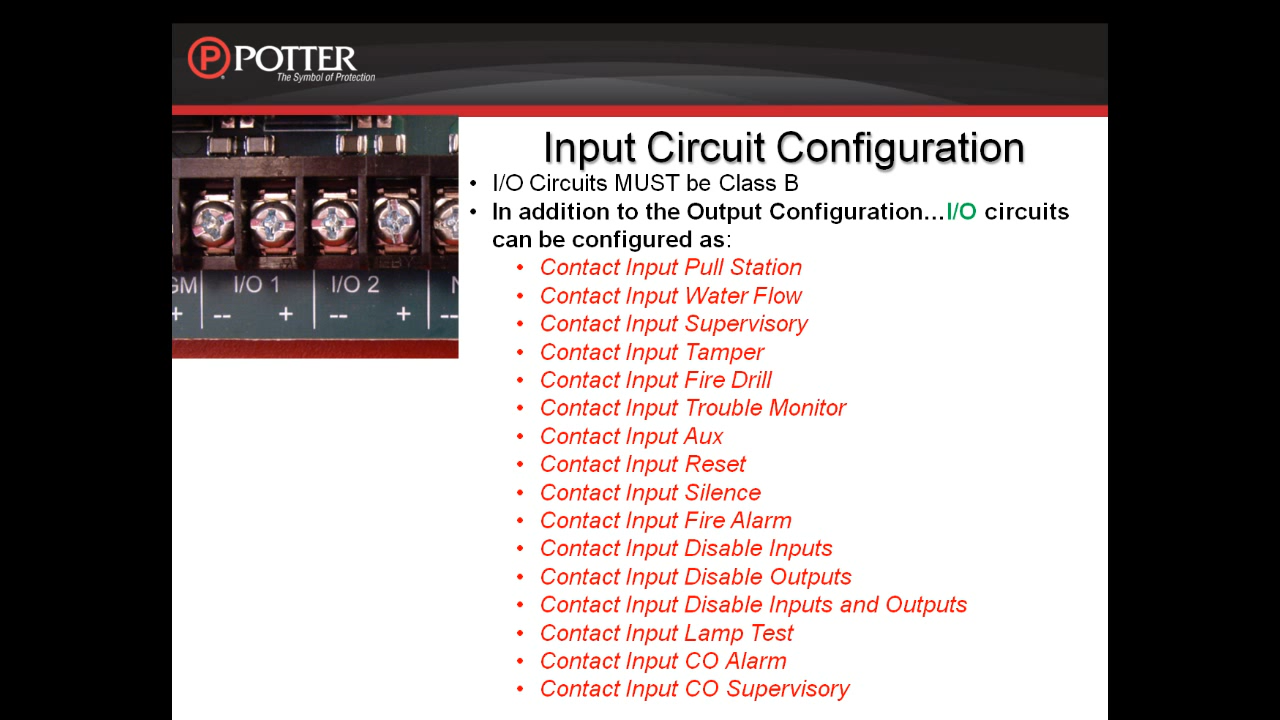 POTTER
The Symbol of Protection
Input Circuit Configuration
• I/O Circuits MUST be Class B
• In addition to the Output Configuration...I/O circuits
can be configured as:
• Contact Input Pull Station
• Contact Input Water Flow
• Contact Input Supervisory
• Contact Input Tamper
• Contact Input Fire Drill
• Contact Input Trouble Monitor
• Contact Input Aux
• Contact Input Reset
• Contact Input Silence
• Contact Input Fire Alarm
• Contact Input Disable Inputs
• Contact Input Disable Outputs
• Contact Input Disable Inputs and Outputs
• Contact Input Lamp Test
• Contact Input CO Alarm
• Contact Input CO Supervisory
GM I/O 1 I/O 2 N
+ -- + -- + --